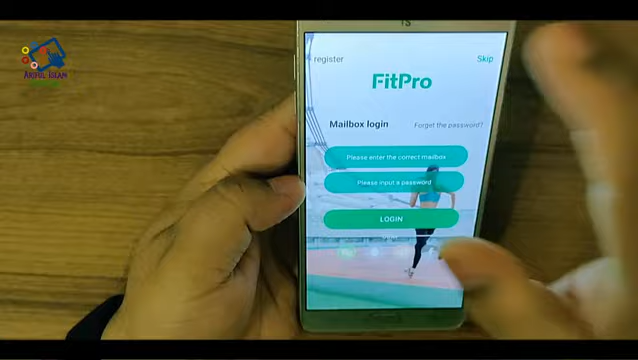 ARIFUL ISLAM
register
Skip
FitPro
Mailbox login
Forget the password?
Please enter the correct mailbox
Please input a password
LOGIN